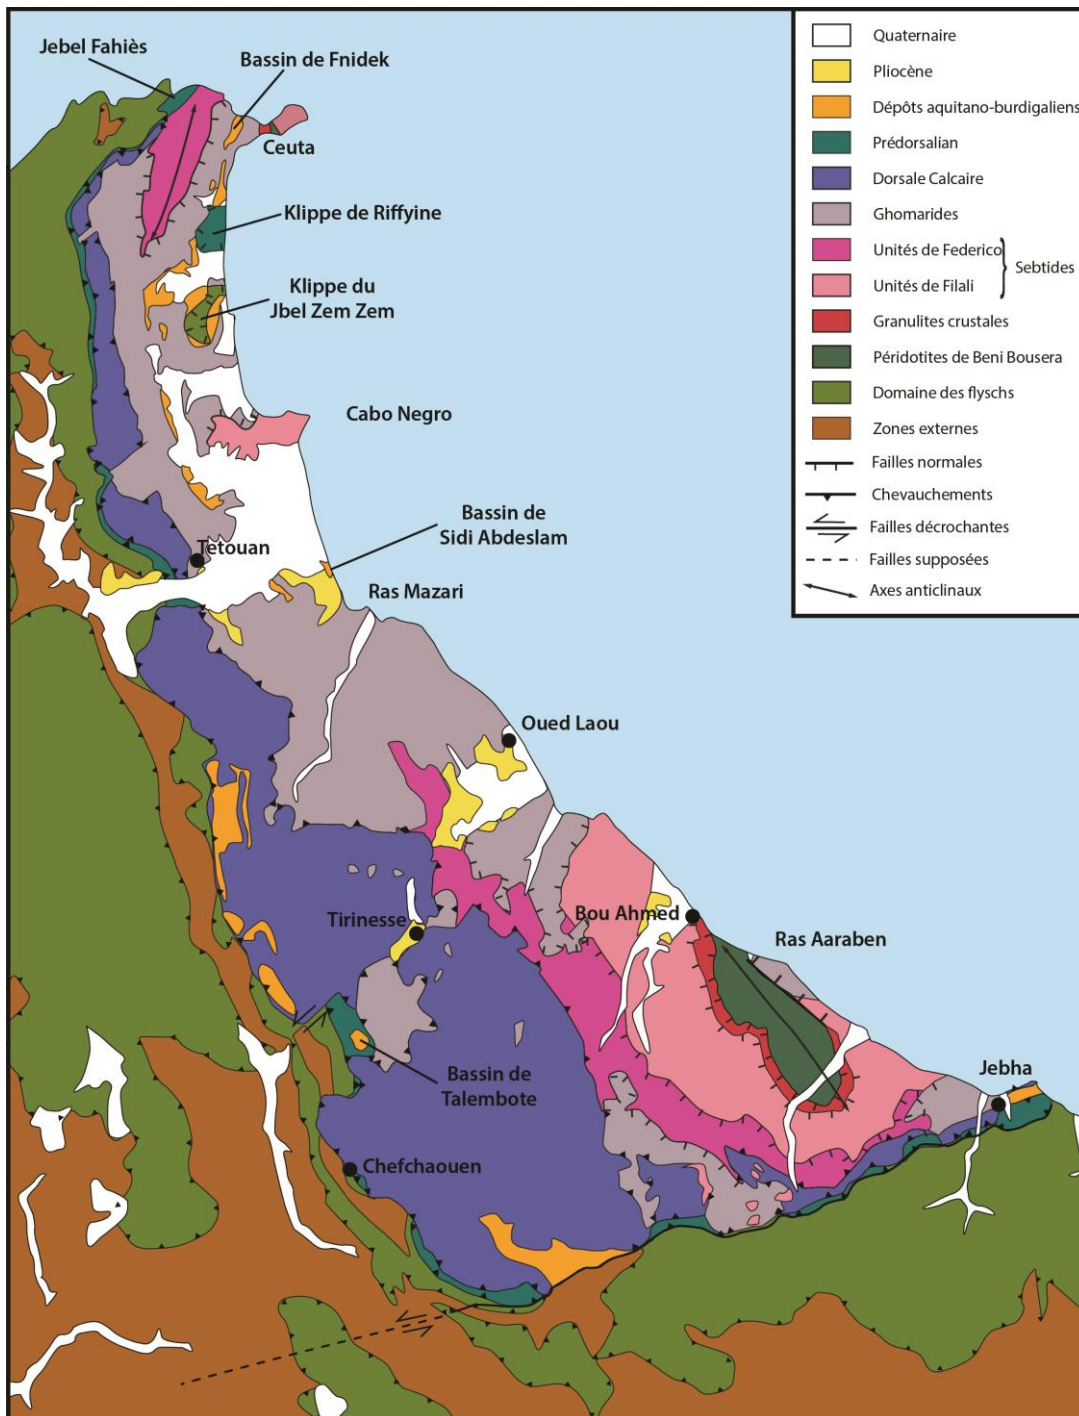 Jebel Fahiès
Bassin de Fnidek
Ceuta
Klippe de Riffyine
Klippe du
Jbel Zem Zem
Cabo Negro
Bassin de
Sidi Abdeslam
Tetouan
Ras Mazari
Oued Laou
Tirinesse
Bou Ahmed
Ras Aaraben
Bassin de
Talembote
Jebha
Chefchaouen
Quaternaire
Pliocène
Dépôts aquitano-burdigaliens
Prédorsalian
Dorsale Calcaire
Ghomarides
Unités de Federico
Sebtides
Unités de Filali
Granulites crustales
Péridotites de Beni Bousera
Domaine des flyschs
Zones externes
Failles normales
Chevauchements
Failles décrochantes
Failles supposées
Axes anticlinaux